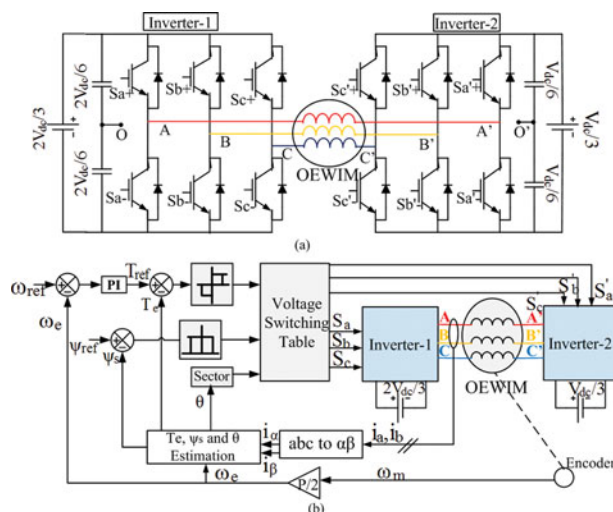 Inverter-1
Inverter-2
2Vdc/3
2Vdc/6
2Vdc/6
O
Sa+
Sb+
Sc+
Sa-
Sb-
Sc-
A
B
C
OEWIM
C'
B'
A'
Sc'+
Sb'+
Sa'+
Sc'-
Sb'-
Sa'-
O'
Vdc/6
Vdc/6
Vdc/3
(a)
ωref
PI
Tref
Te
ωe
ψref
ψs
Sector
θ
Voltage
Switching
Table
Sa
Sb
Sc
S'b
S'c
S'a
Inverter-1
A
B
C
A'
B'
C'
OEWIM
Inverter-2
2Vdc/3
Vdc/3
Te, ψs and θ
Estimation
iα
iβ
abc to αβ
ia, ib
ωe
P/2
ωm
Encoder
(b)